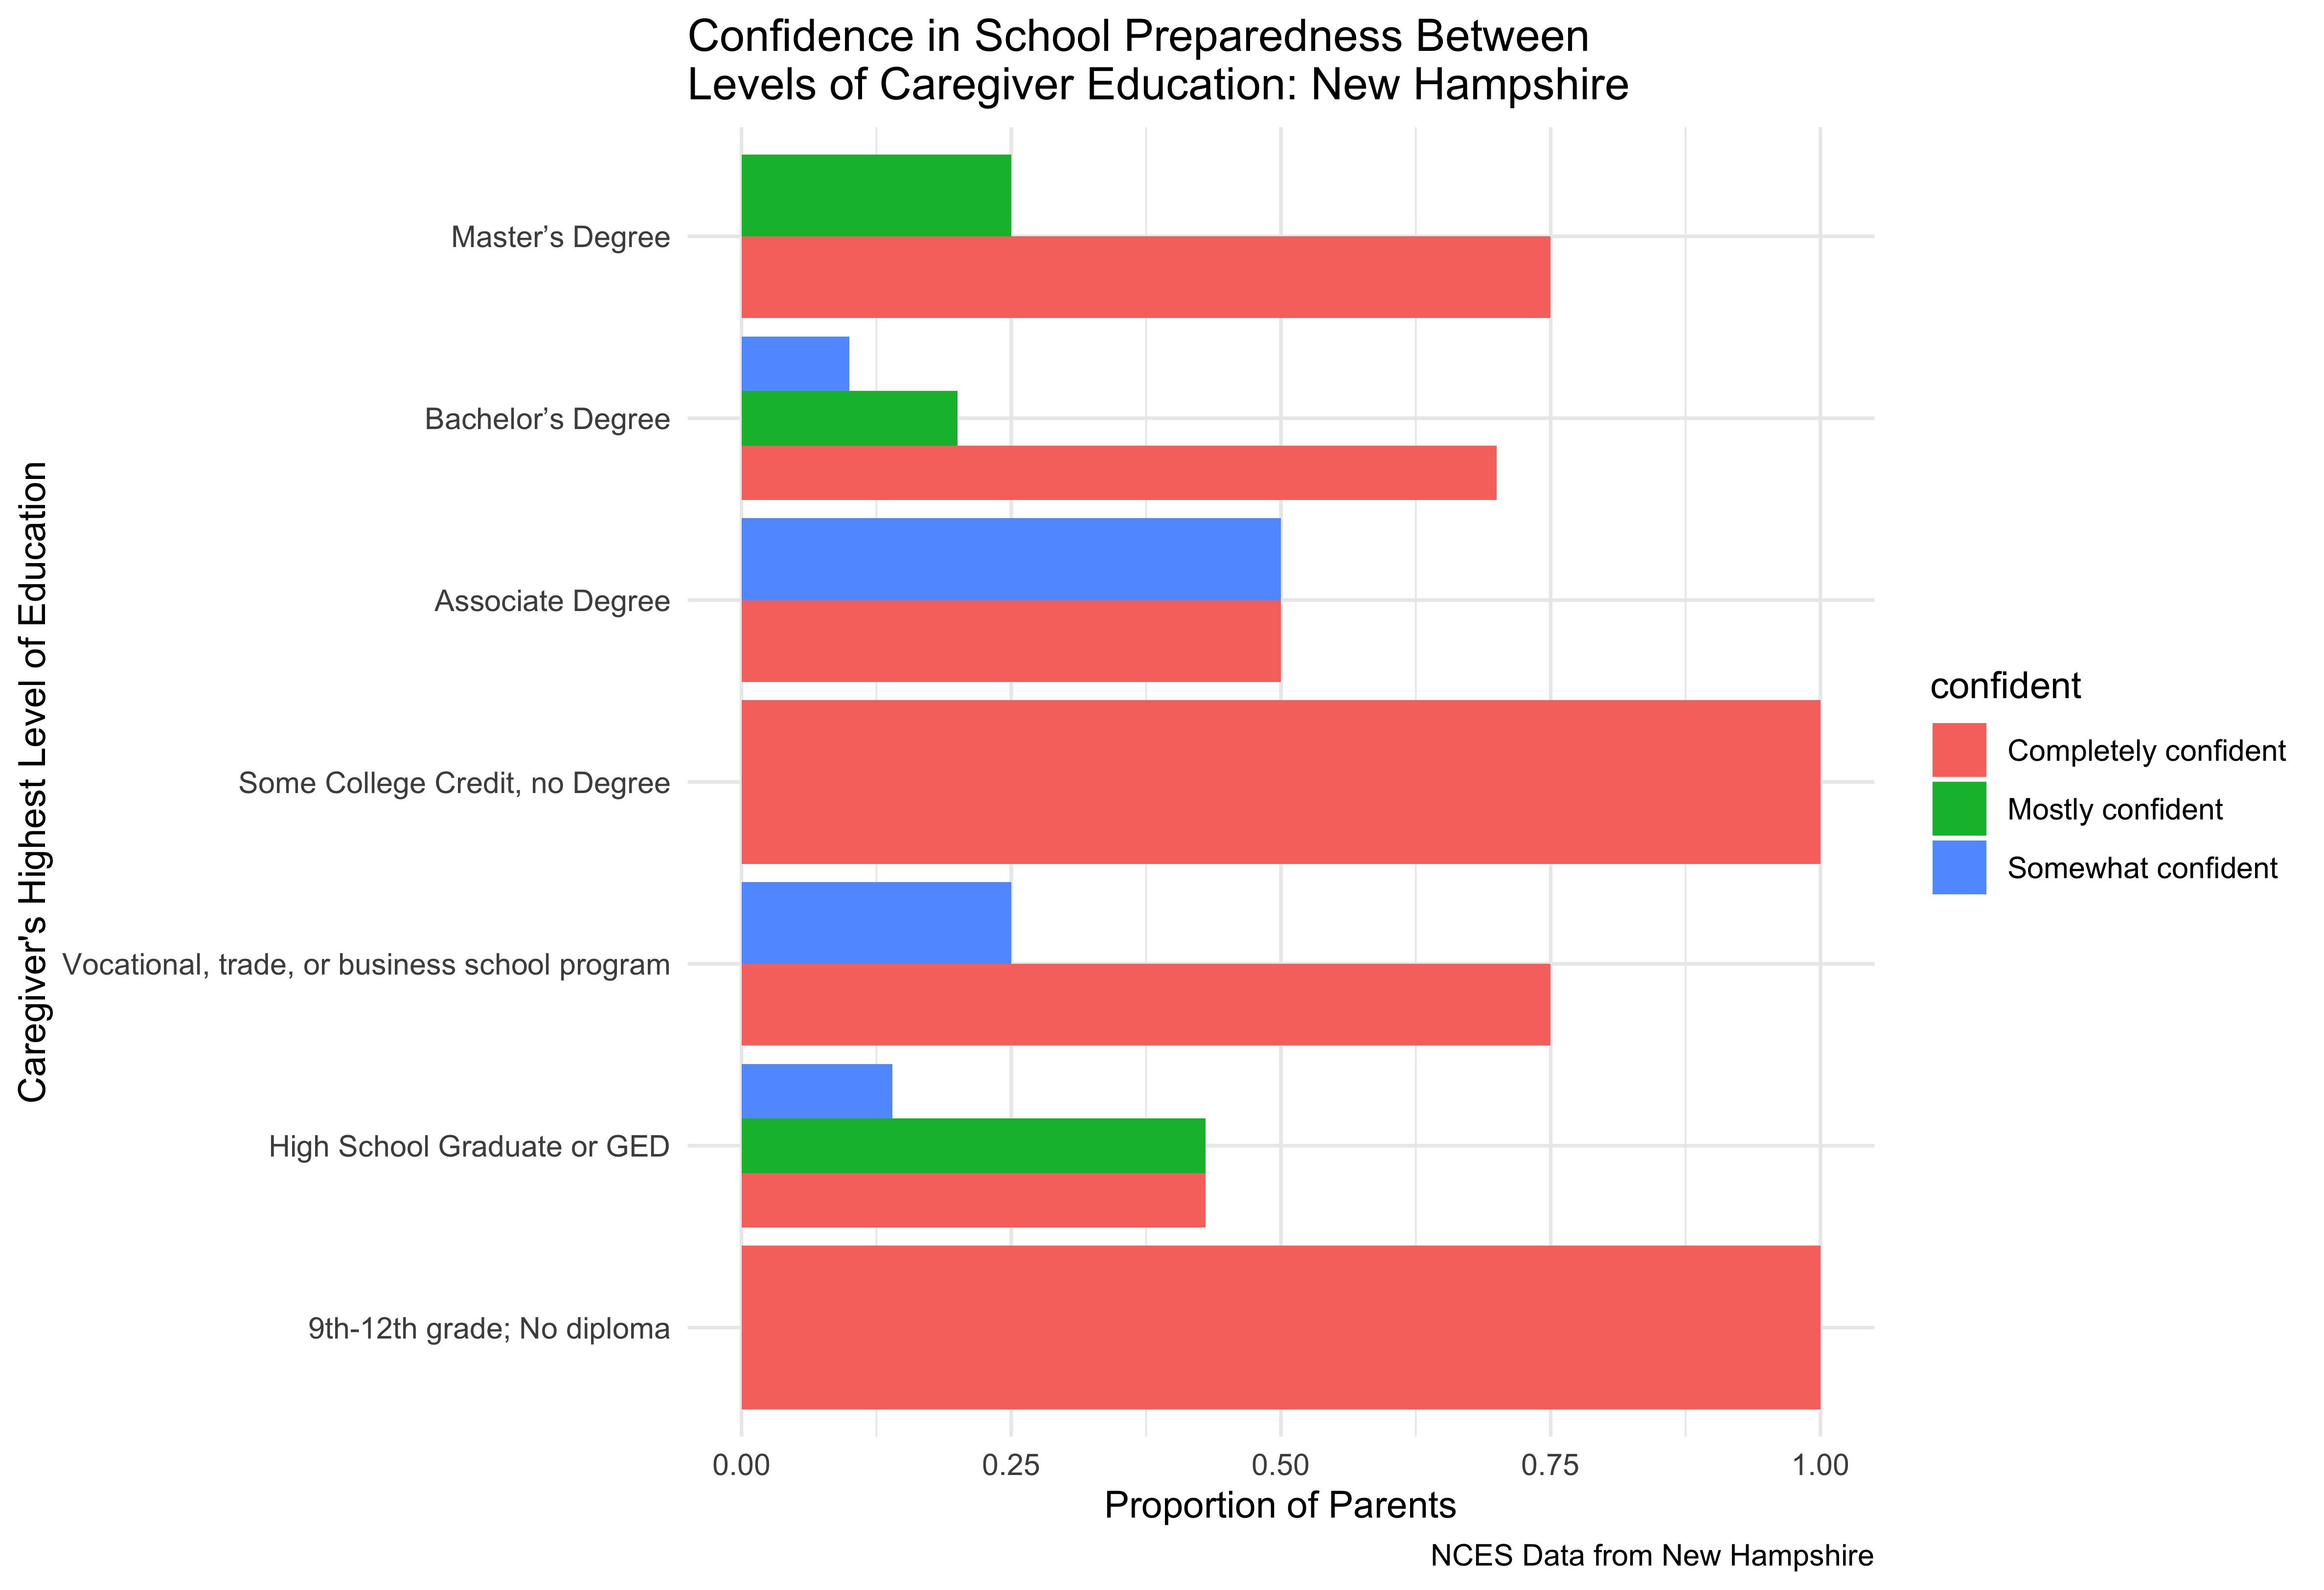 Confidence in School Preparedness Between
Levels of Caregiver Education: New Hampshire
Caregiver's Highest Level of Education
Master’s Degree
Bachelor’s Degree
Associate Degree
Some College Credit, no Degree
Vocational, trade, or business school program
High School Graduate or GED
9th-12th grade; No diploma
0.00 0.25 0.50 0.75 1.00
Proportion of Parents
confident
Completely confident
Mostly confident
Somewhat confident
NCES Data from New Hampshire